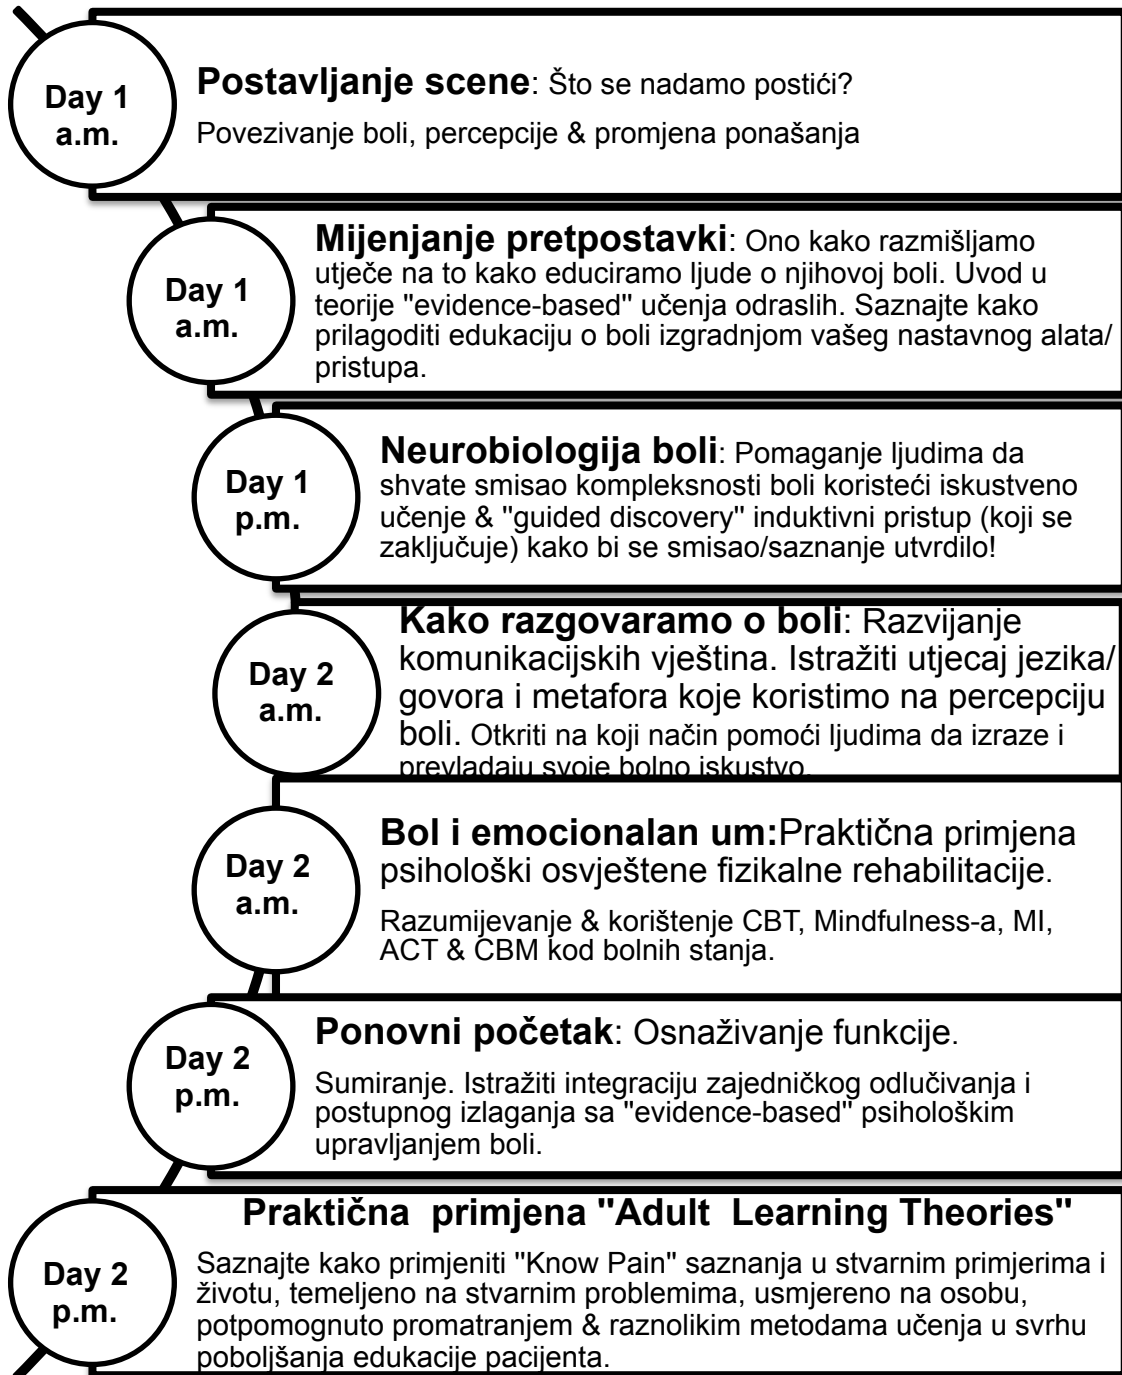 Day 1
a.m.
Postavljanje scene: Što se nadamo postići?
Povezivanje boli, percepcije & promjena ponašanja
Day 1
a.m.
Mijenjanje pretpostavki: Ono kako razmišljamo
utječe na to kako educiramo ljude o njihovoj boli. Uvod u
teorije "evidence-based" učenja odraslih. Saznajte kako
prilagoditi edukaciju o boli izgradnjom vašeg nastavnog alata/
pristupa.
Day 1
p.m.
Neurobiologija boli: Pomaganje ljudima da
shvate smisao kompleksnosti boli koristeći iskustveno
učenje & "guided discovery" induktivni pristup (koji se
zaključuje) kako bi se smisao/saznanje utvrdilo!
Day 2
a.m.
Kako razgovaramo o boli: Razvijanje
komunikacijskih vještina. Istražiti utjecaj jezika/
govora i metafora koje koristimo na percepciju
boli. Otkriti na koji način pomoći ljudima da izraze i
prevladaju svoje bolno iskustvo.
Day 2
a.m.
Bol i emocionalan um:Praktična primjena
psihološki osvještene fizikalne rehabilitacije.
Razumijevanje & korištenje CBT, Mindfulness-a, MI,
ACT & CBM kod bolnih stanja.
Day 2
p.m.
Ponovni početak: Osnaživanje funkcije.
Sumiranje. Istražiti integraciju zajedničkog odlučivanja i
postupnog izlaganja sa "evidence-based" psihološkim
upravljanjem boli.
Day 2
p.m.
Praktična primjena "Adult Learning Theories"
Saznajte kako primjeniti "Know Pain" saznanja u stvarnim primjerima i
životu, temeljeno na stvarnim problemima, usmjereno na osobu,
potpomognuto promatranjem & raznolikim metodama učenja u svrhu
poboljšanja edukacije pacijenta.